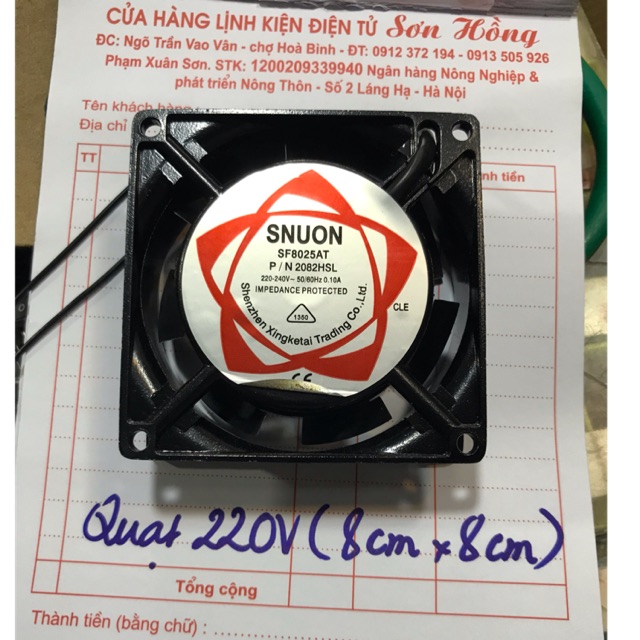 CỬA HÀNG LỊNH KIỆN ĐIỆN TỬ Sơn Hồng
ĐC: Ngõ Trần Vao Vân - chợ Hoà Bình - ĐT: 0912 372 194 - 0913 505 926
Phạm Xuân Sơn. STK: 1200209339940 Ngân hàng Nông Nghiệp &
phát triển Nông Thôn - Số 2 Láng Hạ - Hà Nội
Tên khách hàng
Địa chỉ
TT
tiền
SNUON
SF8025AT
P / N 2082HSL
220-240V~ 50/60Hz 0.10A
IMPEDANCE PROTECTED
1350
Shenzhen Xingketai Trading Co.,Ltd.
CLE
CE
Quạt 220V (8cm x 8cm)
Tổng cộng
Thành tiền (bằng chữ) :